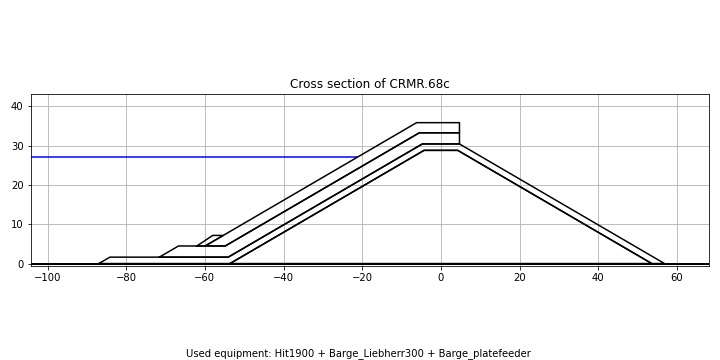 Cross section of CRMR.68c
40
30
20
10
0
−100 −80 −60 −40 −20 0 20 40 60
Used equipment: Hit1900 + Barge_Liebherr300 + Barge_platefeeder